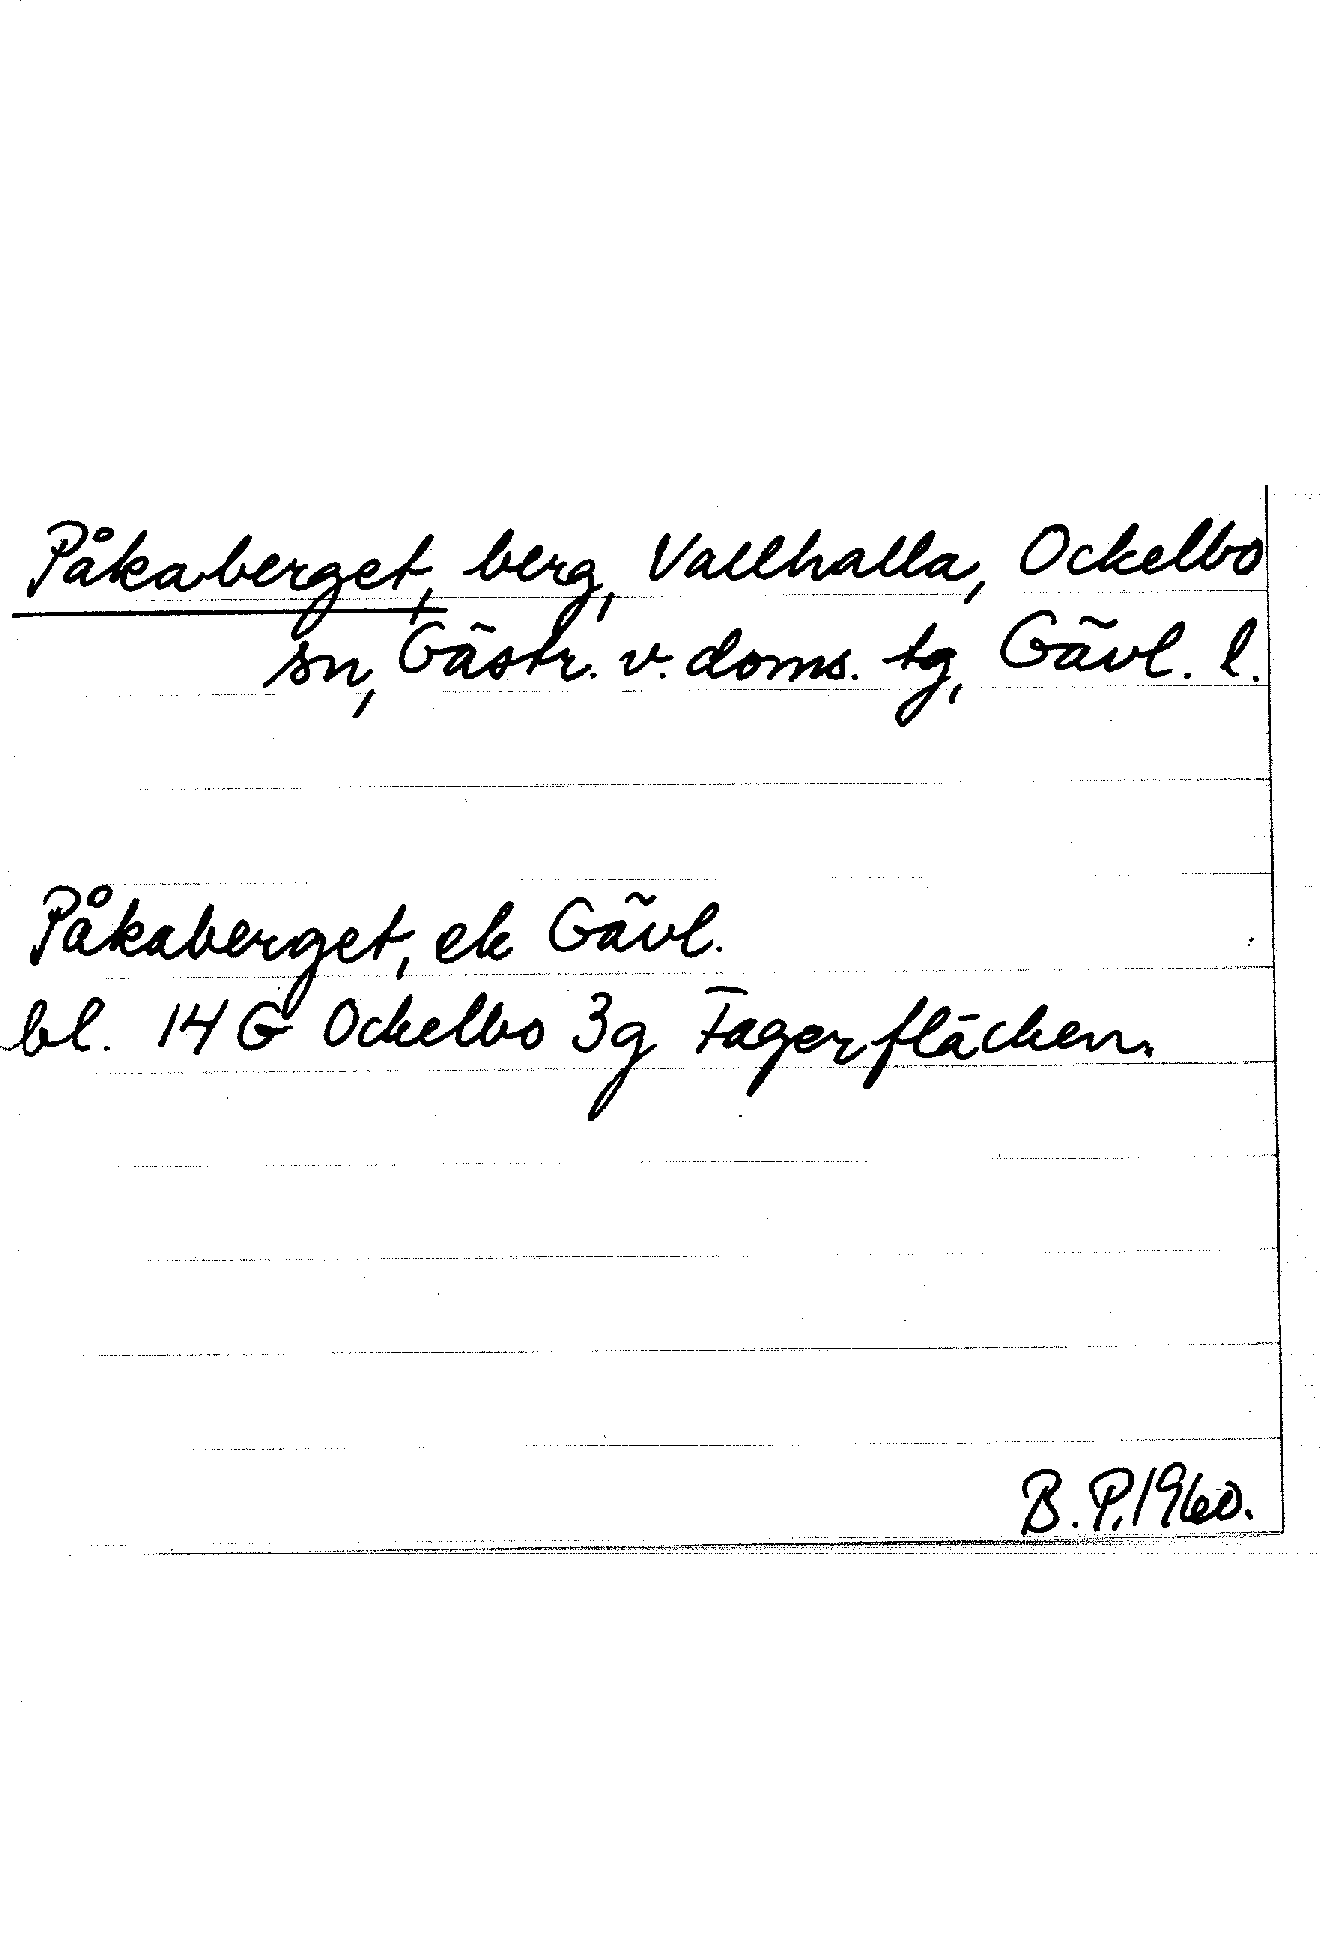 Påkaberget, berg, Vallhalla, Ockelbo
sn, Gästr. v. doms. tg, Gävl. l.
Påkaberget, ek Gävl.
bl. 14 G Ockelbo 3g Fagerfläcken.
B.P. 1960.